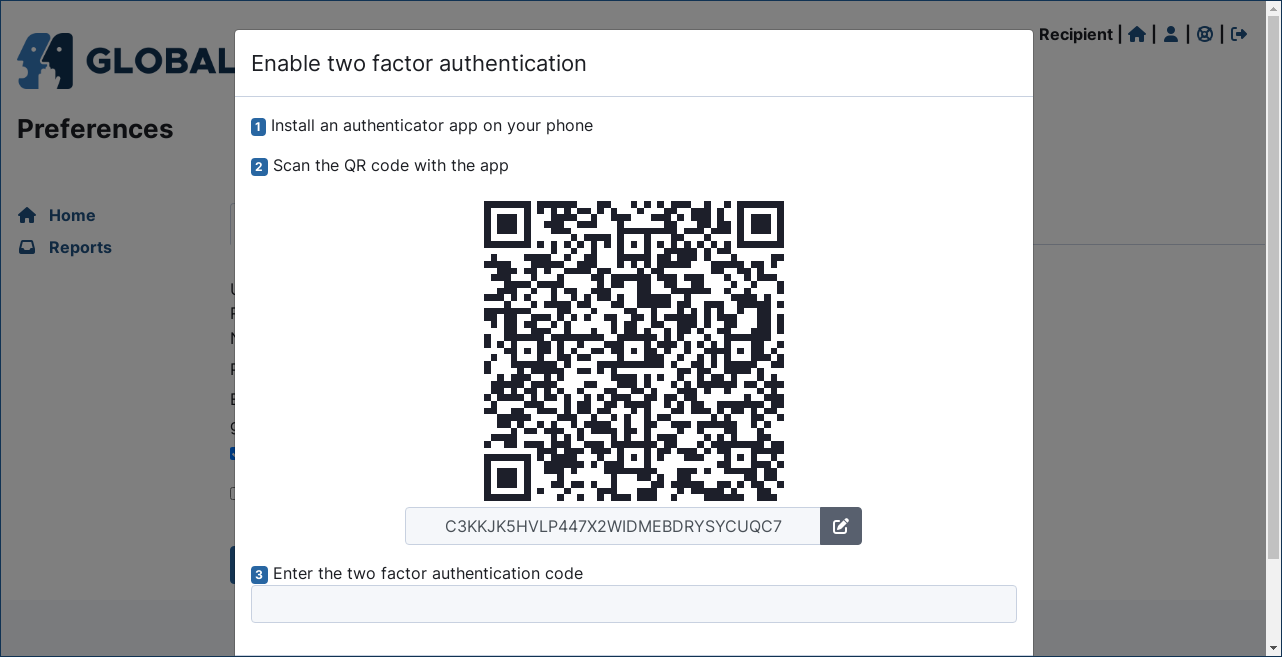 GLOBAL
Recipient | | | |
Preferences
Home
Reports
Enable two factor authentication
1 Install an authenticator app on your phone
2 Scan the QR code with the app
C3KKJK5HVLP447X2WIDMEBDRYSYCUQC7
3 Enter the two factor authentication code